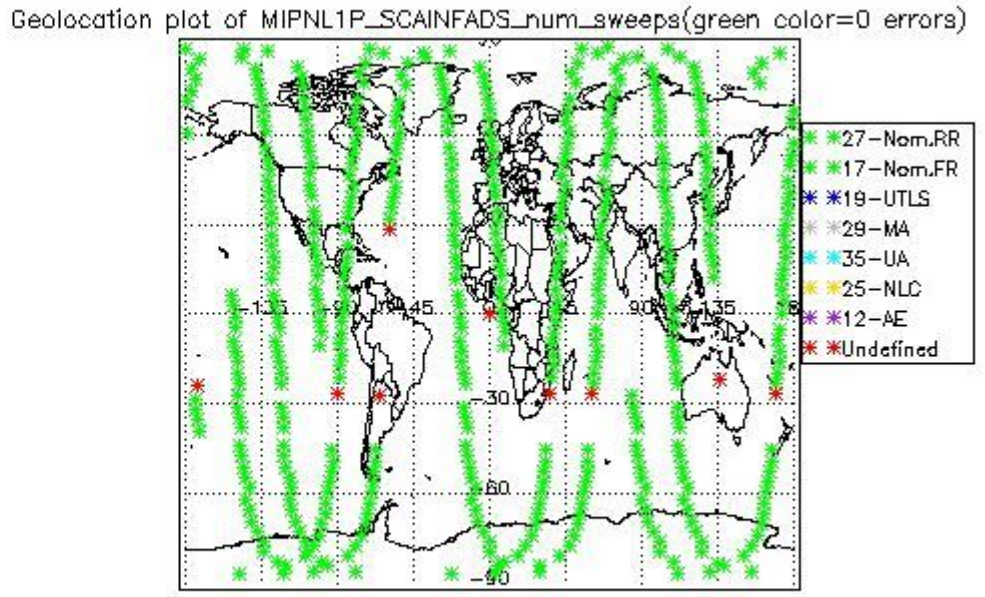 Geolocation plot of MIPNL1P_SCAINFADS_num_sweeps(green color=0 errors)
27-Nom.RR
17-Nom.FR
19-UTLS
29-MA
35-UA
25-NLC
12-AE
Undefined
-135
45
90
135
-30
-60
-90